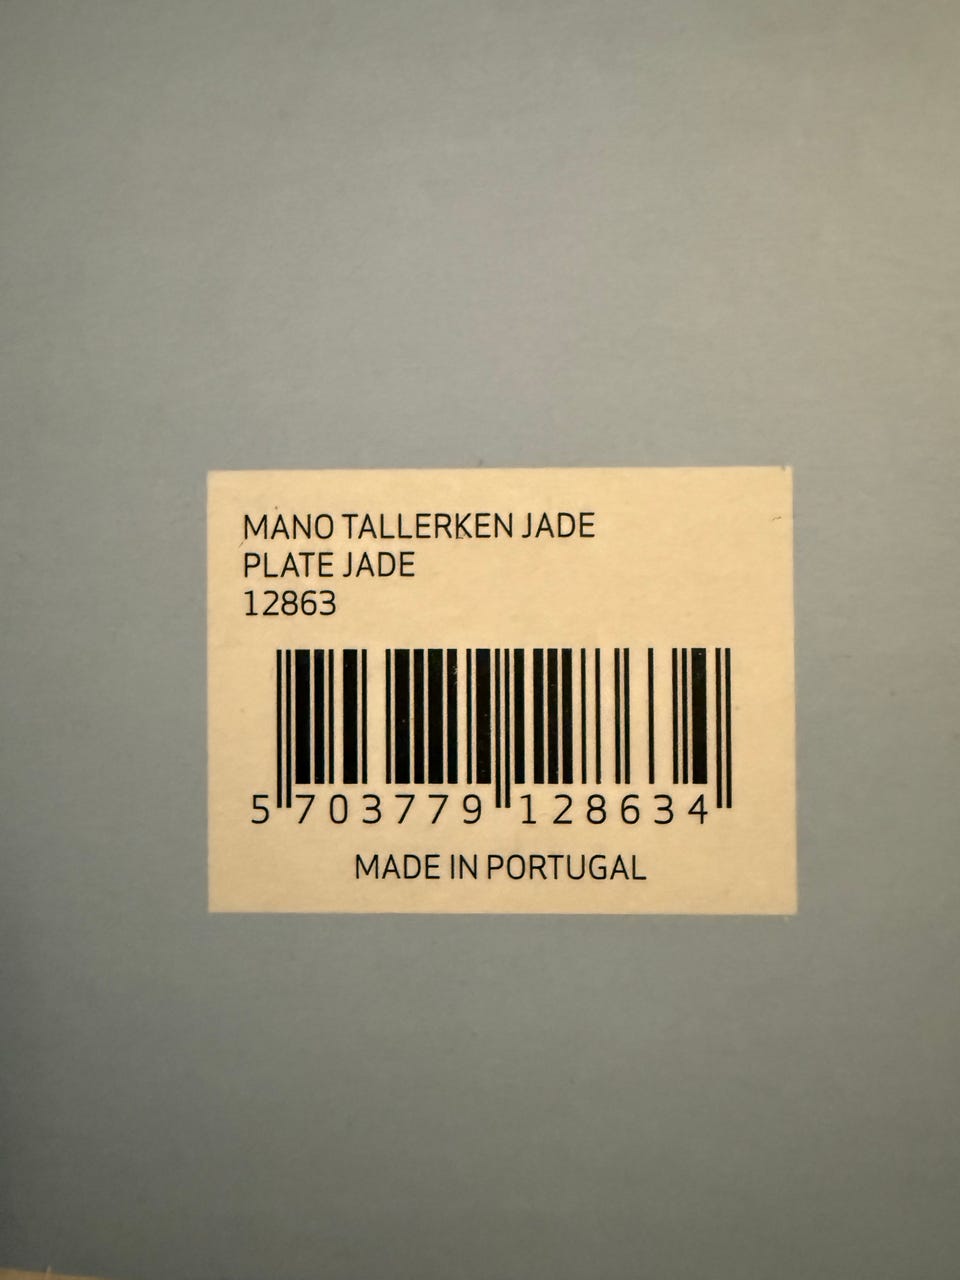 MANO TALLERKEN JADE
PLATE JADE
12863
5 703779 128634
MADE IN PORTUGAL